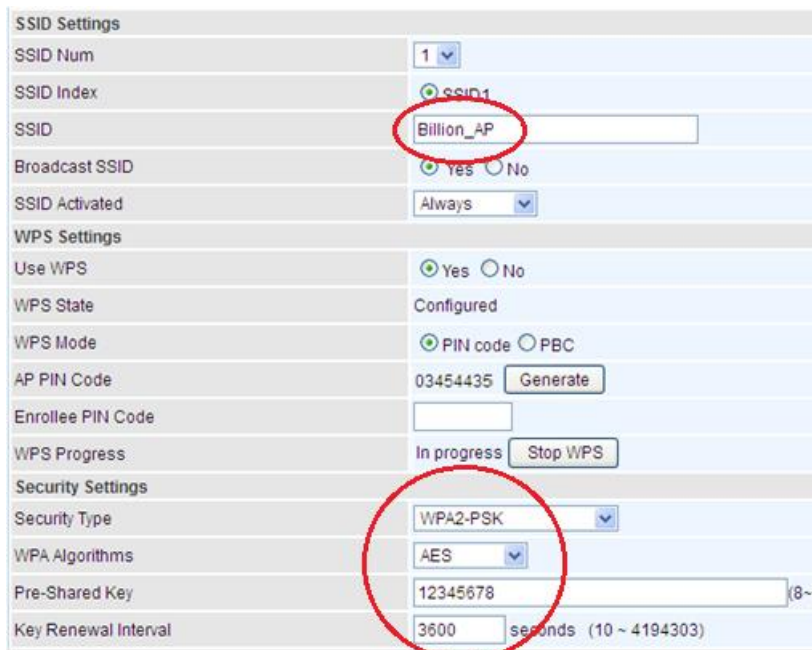 SSID Settings
SSID Num 1
SSID Index SSID1
SSID Billion_AP
Broadcast SSID Yes No
SSID Activated Always
WPS Settings
Use WPS Yes No
WPS State Configured
WPS Mode PIN code PBC
AP PIN Code 03454435 Generate
Enrollee PIN Code
WPS Progress In progress Stop WPS
Security Settings
Security Type WPA2-PSK
WPA Algorithms AES
Pre-Shared Key 12345678 (8~
Key Renewal Interval 3600 seconds (10 ~ 4194303)